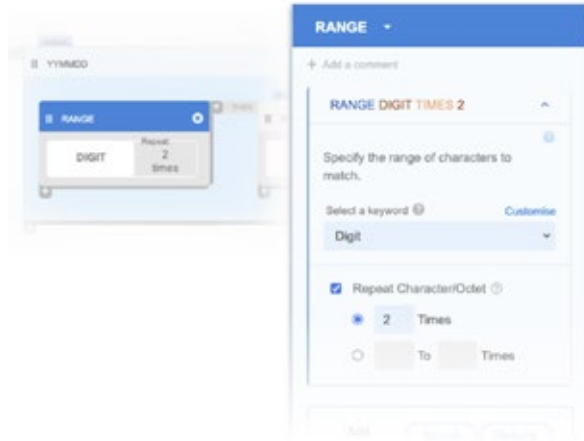 YYMMDD
RANGE
DIGIT
Repeat
2
times
RANGE
+ Add a comment
RANGE DIGIT TIMES 2
Specify the range of characters to
match.
Select a keyword
Customise
Digit
Repeat Character/Octet
2 Times
To Times
Add